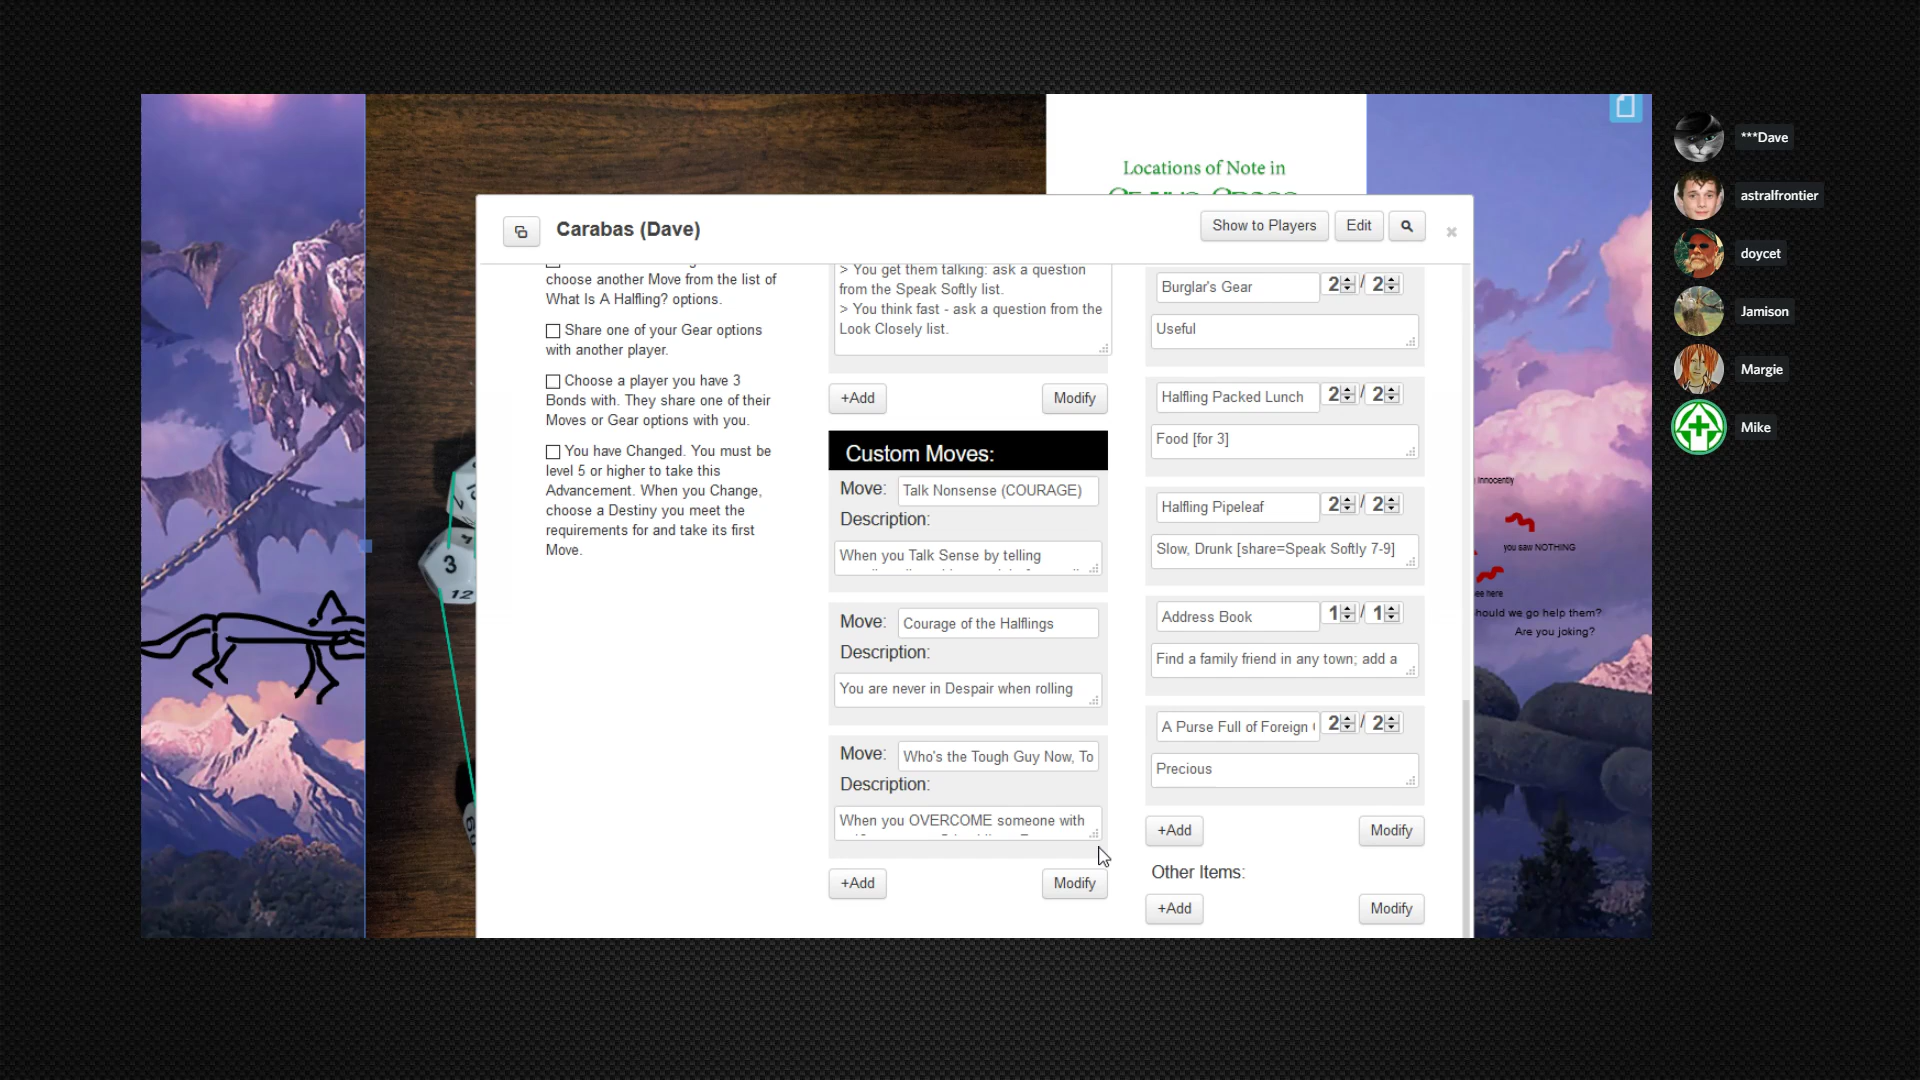 Locations of Note in
Carabas (Dave)
Show to Players
Edit
choose another Move from the list of
What Is A Halfling? options.
Share one of your Gear options
with another player.
Choose a player you have 3
Bonds with. They share one of their
Moves or Gear options with you.
You have Changed. You must be
level 5 or higher to take this
Advancement. When you Change,
choose a Destiny you meet the
requirements for and take its first
Move.
> You get them talking: ask a question
from the Speak Softly list.
> You think fast - ask a question from the
Look Closely list.
+Add
Modify
Custom Moves:
Move: Talk Nonsense (COURAGE)
Description:
When you Talk Sense by telling
Move: Courage of the Halflings
Description:
You are never in Despair when rolling
Move: Who's the Tough Guy Now, To
Description:
When you OVERCOME someone with
+Add
Modify
Burglar's Gear 2 / 2
Useful
Halfling Packed Lunch 2 / 2
Food [for 3]
Halfling Pipeleaf 2 / 2
Slow, Drunk [share=Speak Softly 7-9]
Address Book 1 / 1
Find a family friend in any town; add a
A Purse Full of Foreign 2 / 2
Precious
+Add
Modify
Other Items:
+Add
Modify
3
12
innocently
you saw NOTHING
here
should we go help them?
Are you joking?
***Dave
astralfrontier
doycet
Jamison
Margie
Mike